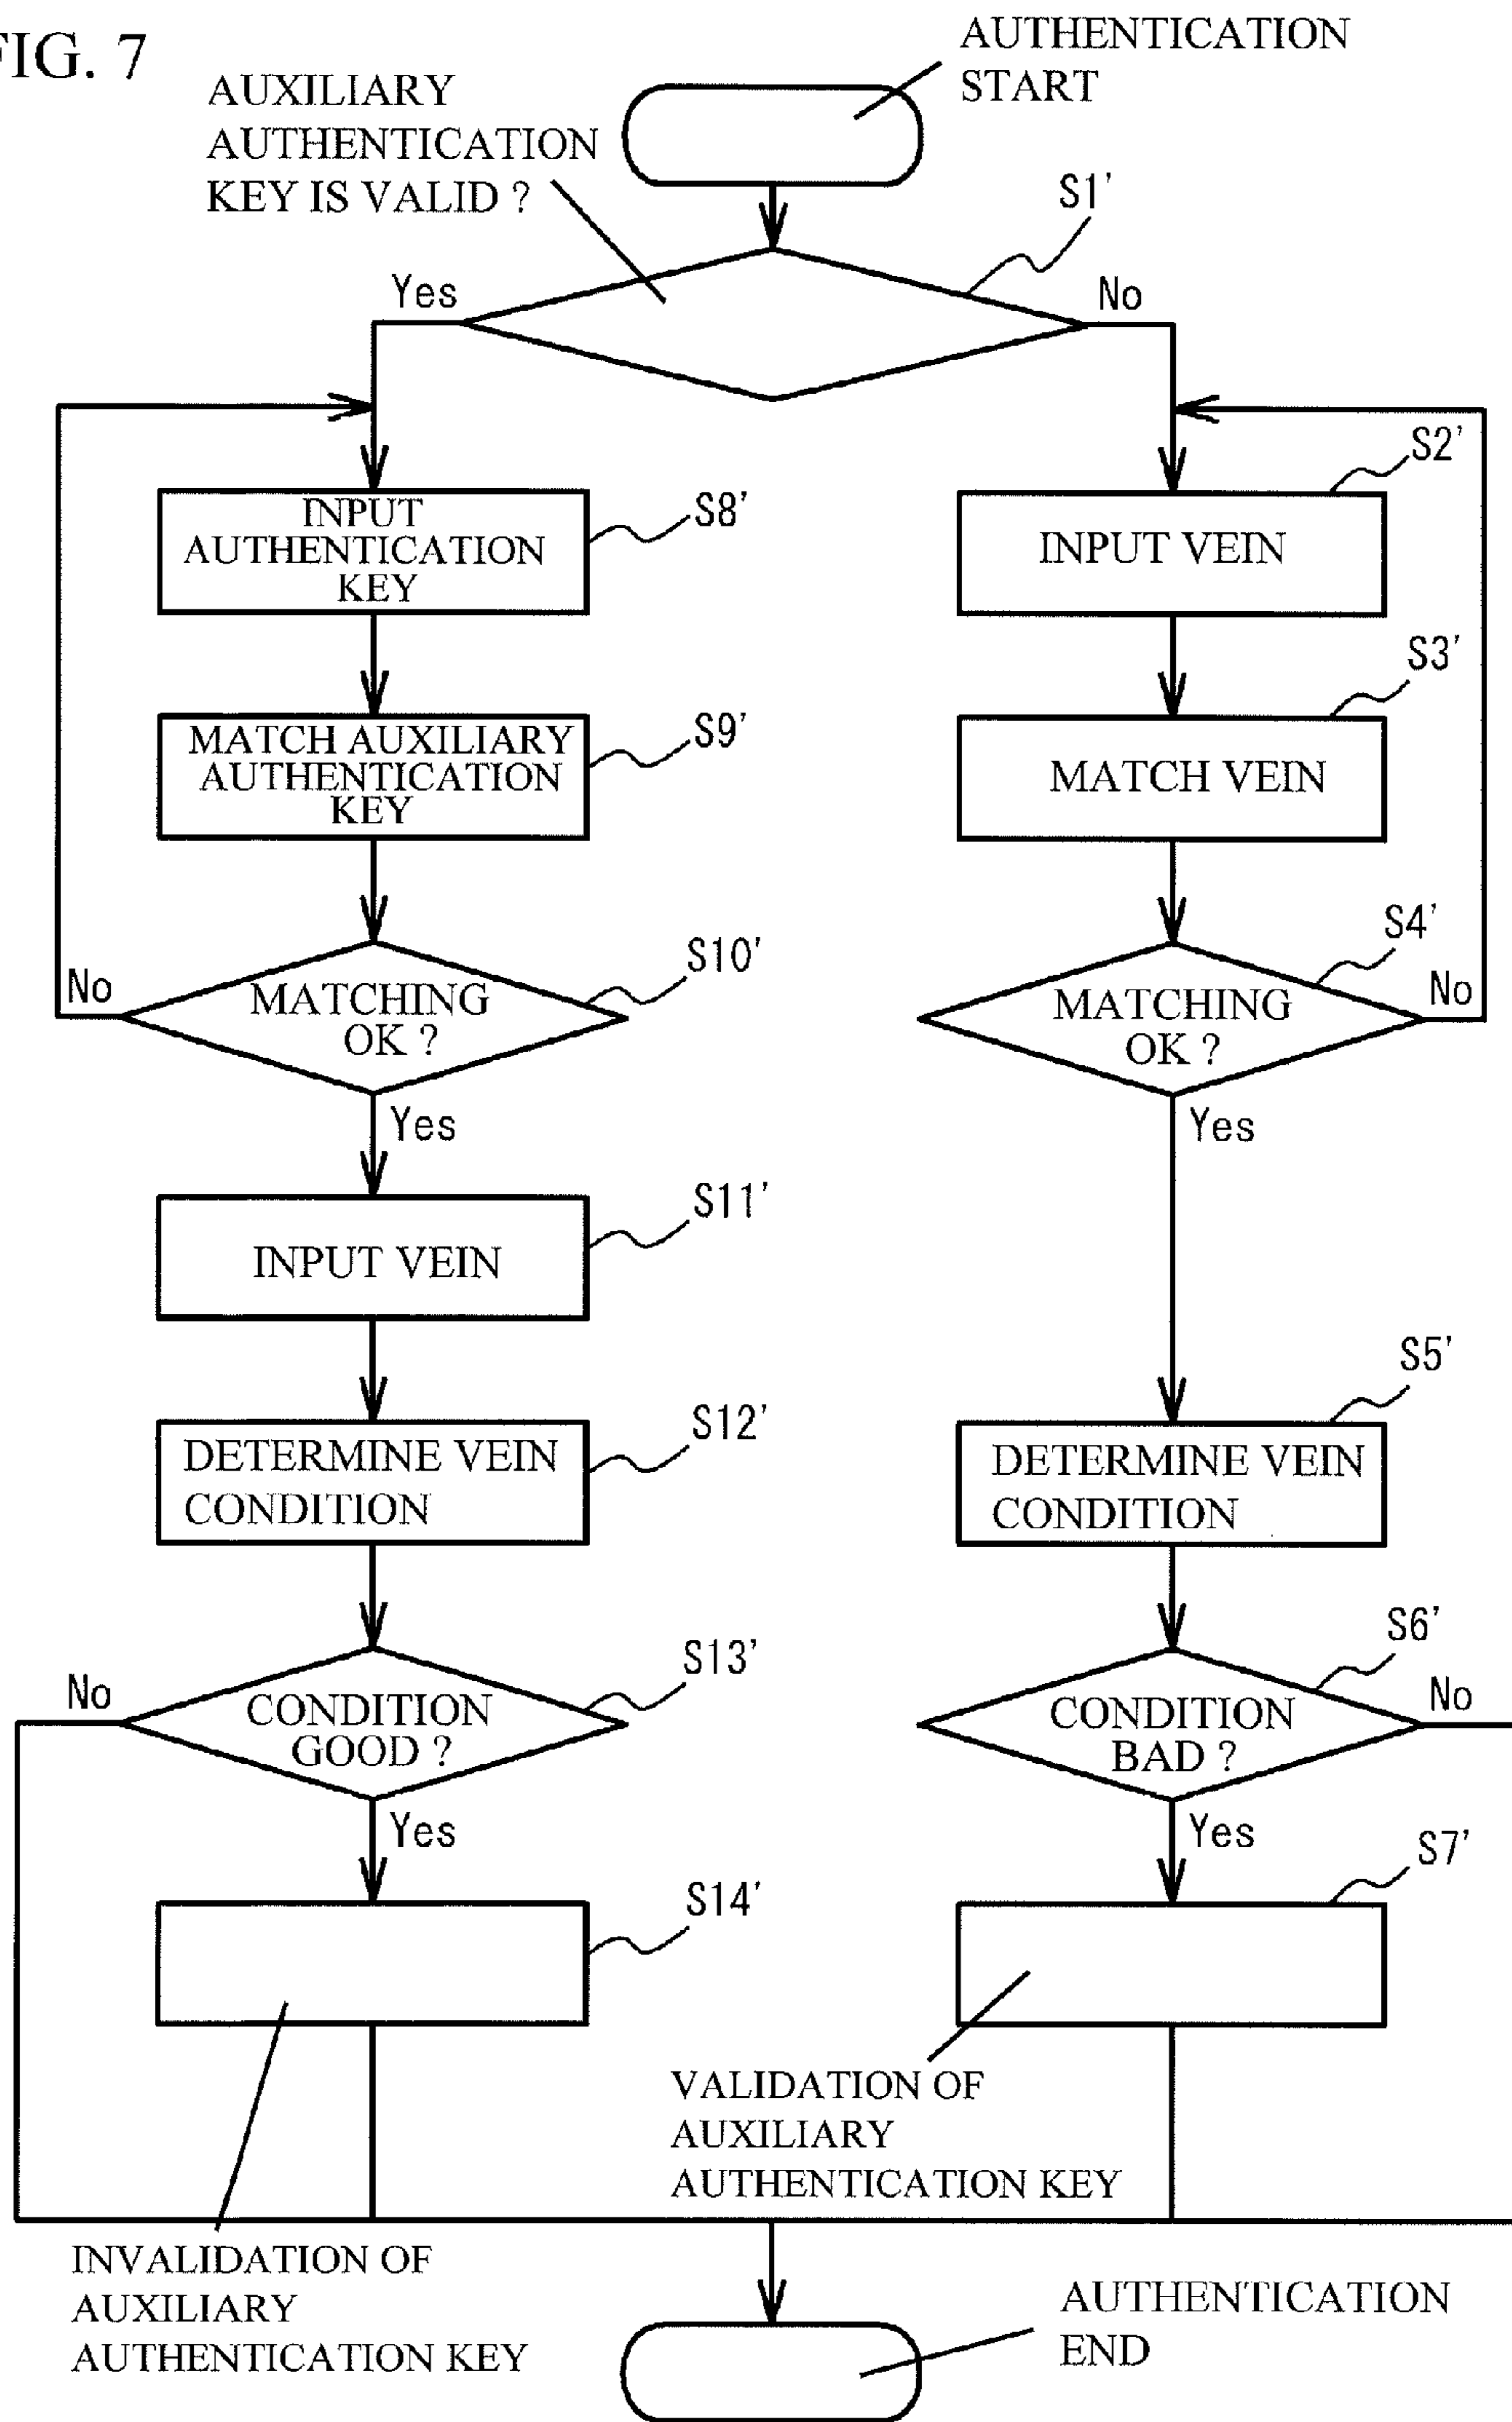 FIG. 7
AUTHENTICATION
START
AUXILIARY
AUTHENTICATION
KEY IS VALID ?
S1'
Yes
No
S2'
INPUT
AUTHENTICATION
KEY
S8'
INPUT VEIN
S3'
MATCH AUXILIARY
AUTHENTICATION
KEY
S9'
MATCH VEIN
S4'
S10'
No
MATCHING
OK ?
MATCHING
OK ?
No
Yes
Yes
S11'
INPUT VEIN
S5'
S12'
DETERMINE VEIN
CONDITION
DETERMINE VEIN
CONDITION
S6'
S13'
No
CONDITION
GOOD ?
CONDITION
BAD ?
No
Yes
Yes
S7'
S14'
VALIDATION OF
AUXILIARY
AUTHENTICATION KEY
INVALIDATION OF
AUXILIARY
AUTHENTICATION KEY
AUTHENTICATION
END